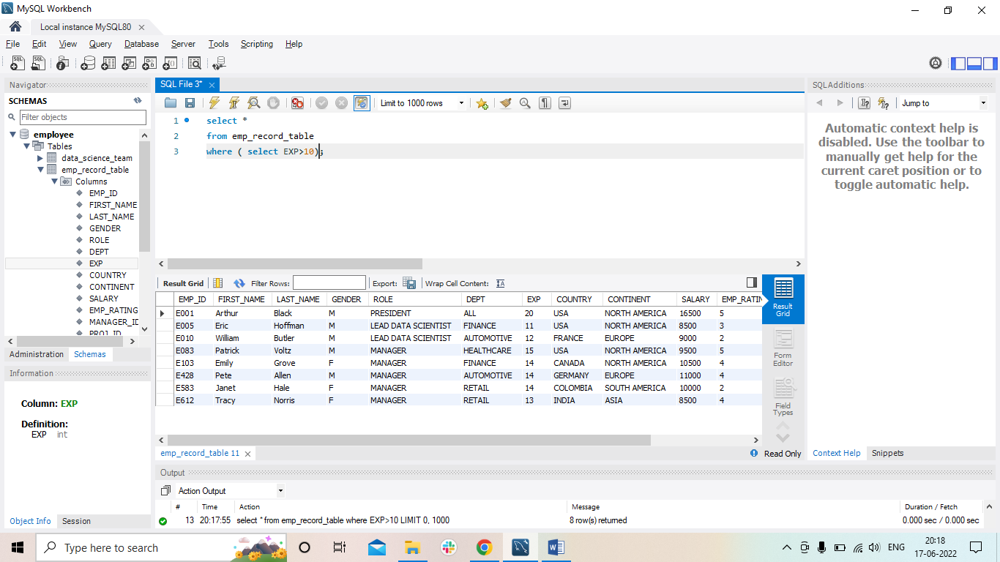 MySQL Workbench
Local instance MySQL80
File Edit View Query Database Server Tools Scripting Help
Navigator
SCHEMAS
Filter objects
employee
Tables
data_science_team
emp_record_table
Columns
EMP_ID
FIRST_NAME
LAST_NAME
GENDER
ROLE
DEPT
EXP
COUNTRY
CONTINENT
SALARY
EMP_RATING
MANAGER_ID
PROJ_ID
Administration Schemas
Information
Column: EXP
Definition:
EXP int
Object Info Session
SQL File 3*
Limit to 1000 rows
1 select *
2 from emp_record_table
3 where ( select EXP>10);
Result Grid Filter Rows: Export: Wrap Cell Content:
EMP_ID FIRST_NAME LAST_NAME GENDER ROLE DEPT EXP COUNTRY CONTINENT SALARY EMP_RATIN
E001 Arthur Black M PRESIDENT ALL 20 USA NORTH AMERICA 16500 5
E005 Eric Hoffman M LEAD DATA SCIENTIST FINANCE 11 USA NORTH AMERICA 8500 3
E010 William Butler M LEAD DATA SCIENTIST AUTOMOTIVE 12 FRANCE EUROPE 9000 2
E083 Patrick Voltz M MANAGER HEALTHCARE 15 USA NORTH AMERICA 9500 5
E103 Emily Grove F MANAGER FINANCE 14 CANADA NORTH AMERICA 10500 4
E428 Pete Allen M MANAGER AUTOMOTIVE 14 GERMANY EUROPE 11000 4
E583 Janet Hale F MANAGER RETAIL 14 COLOMBIA SOUTH AMERICA 10000 2
E612 Tracy Norris F MANAGER RETAIL 13 INDIA ASIA 8500 4
Result
Grid
Form
Editor
Field
Types
emp_record_table 11
Read Only
Output
Action Output
# Time Action Message Duration / Fetch
13 20:17:55 select * from emp_record_table where EXP>10 LIMIT 0, 1000 8 row(s) returned 0.000 sec / 0.000 sec
SQLAdditions
Jump to
Automatic context help is
disabled. Use the toolbar to
manually get help for the
current caret position or to
toggle automatic help.
Context Help Snippets
Type here to search
ENG
20:18
17-06-2022